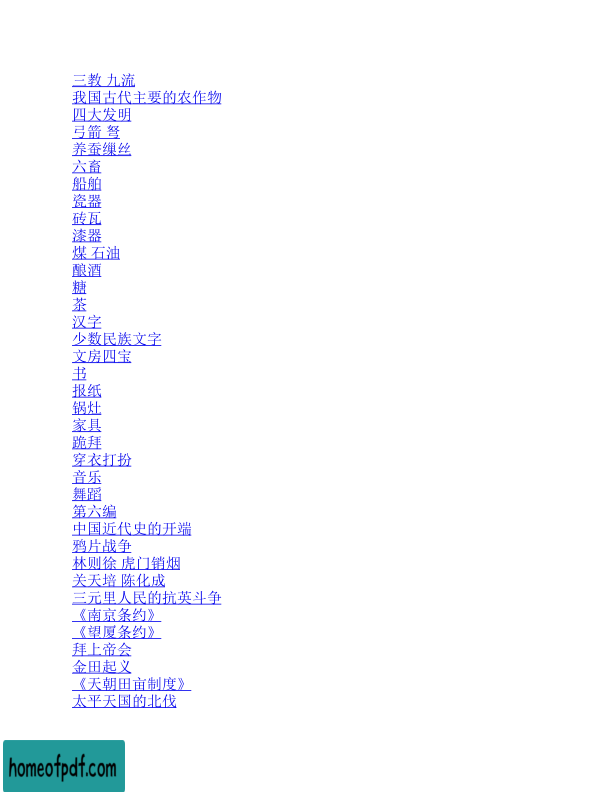 三教 九流
我国古代主要的农作物
四大发明
弓箭 弩
养蚕缫丝
六畜
船舶
瓷器
砖瓦
漆器
煤 石油
酿酒
糖
茶
汉字
少数民族文字
文房四宝
书
报纸
锅灶
家具
跪拜
穿衣打扮
音乐
舞蹈
第六编
中国近代史的开端
鸦片战争
林则徐 虎门销烟
关天培 陈化成
三元里人民的抗英斗争
《南京条约》
《望厦条约》
拜上帝会
金田起义
《天朝田亩制度》
太平天国的北伐
homeofpdf.com